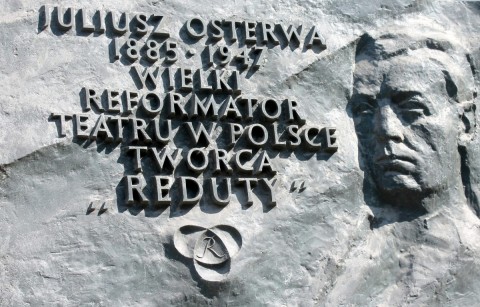 JULIUSZ OSTERWA
1885-1947
WIELKI
REFORMATOR
TEATRU W POLSCE
TWÓRCA
„REDUTY“
R